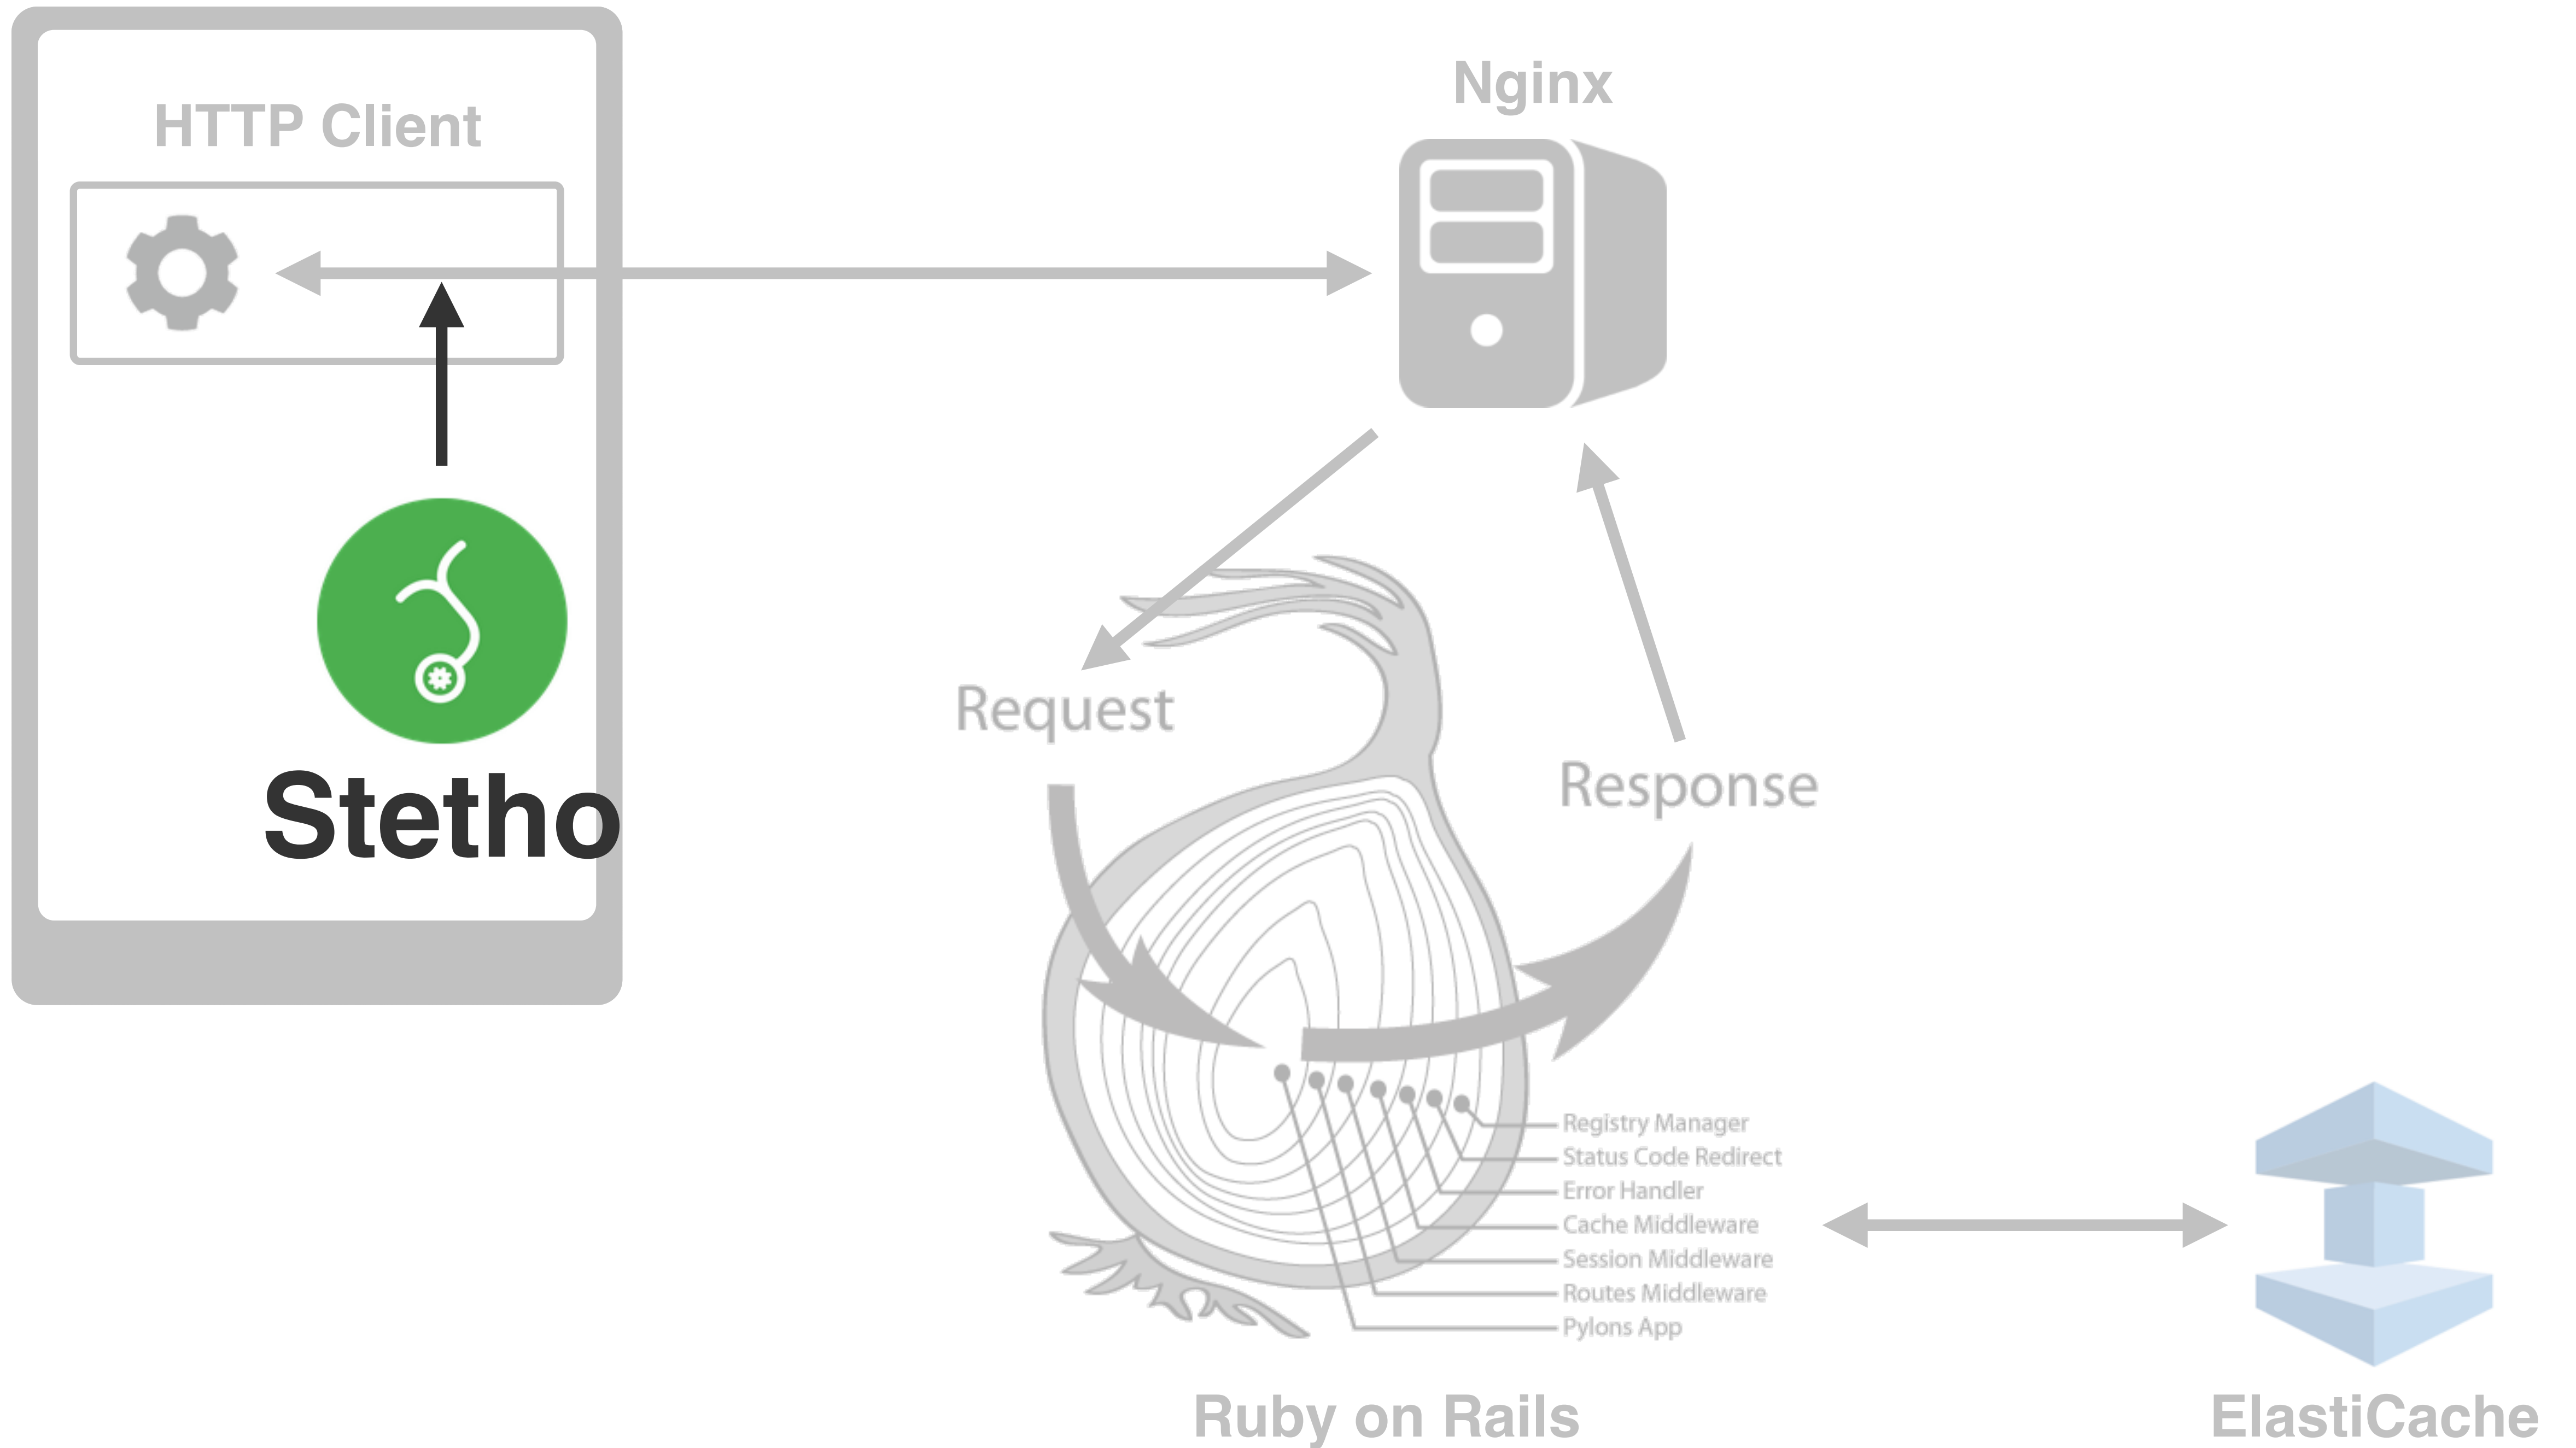 HTTP Client
Nginx
Stetho
Request
Response
Registry Manager
Status Code Redirect
Error Handler
Cache Middleware
Session Middleware
Routes Middleware
Pylons App
Ruby on Rails
ElastiCache